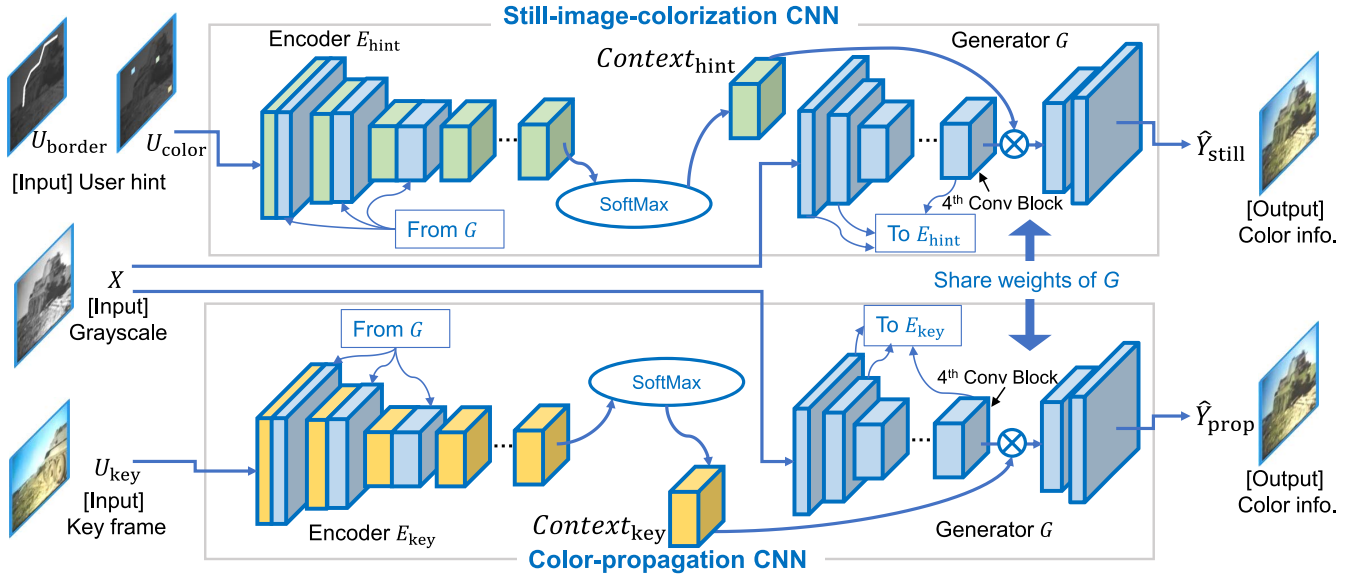 Still-image-colorization CNN
Encoder E_hint
Context_hint
Generator G
U_border
U_color
[Input] User hint
From G
SoftMax
4th Conv Block
To E_hint
Ŷ_still
[Output]
Color info.
X
[Input]
Grayscale
Share weights of G
From G
SoftMax
To E_key
4th Conv Block
U_key
[Input]
Key frame
Encoder E_key
Context_key
Generator G
Ŷ_prop
[Output]
Color info.
Color-propagation CNN